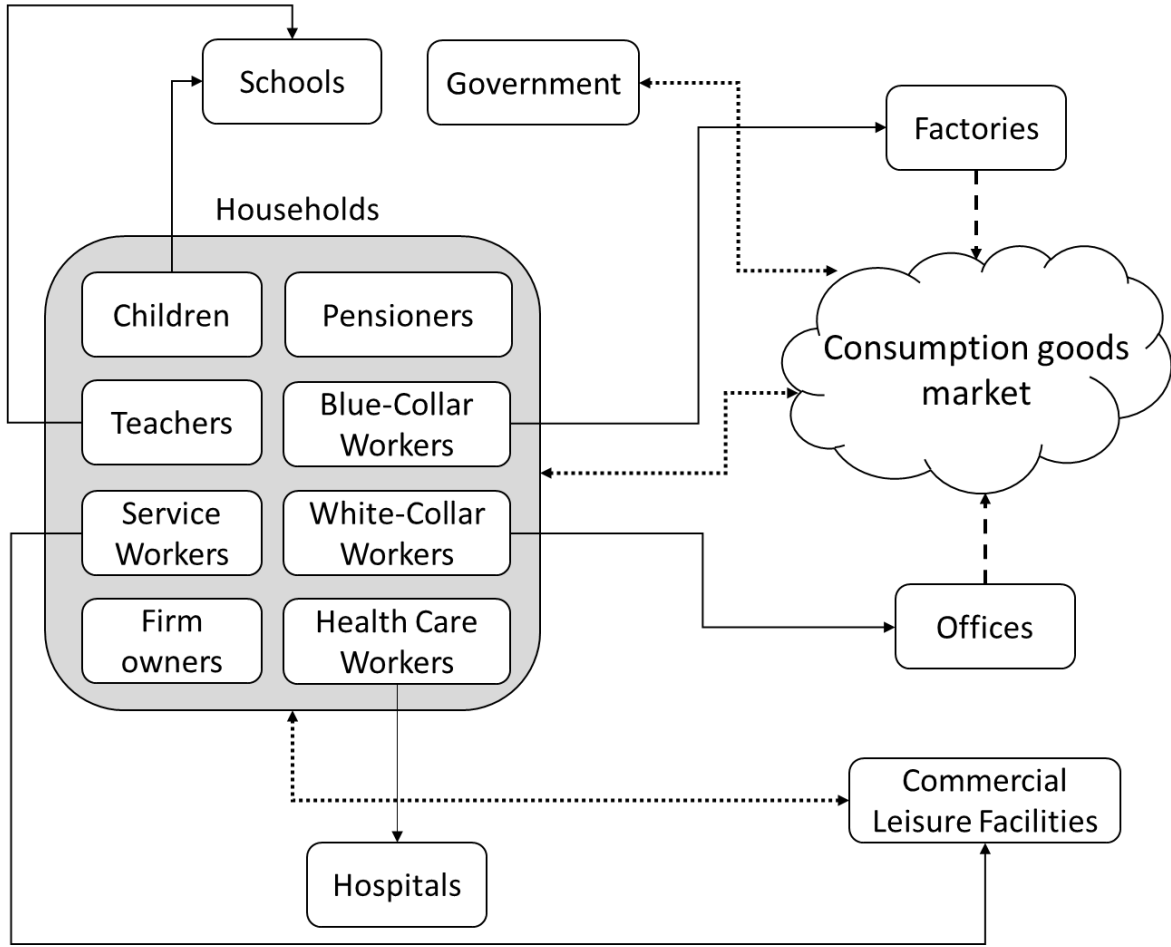 Schools
Government
Factories
Households
Children
Pensioners
Consumption goods
market
Teachers
Blue-Collar
Workers
Service
Workers
White-Collar
Workers
Firm
owners
Health Care
Workers
Offices
Commercial
Leisure Facilities
Hospitals